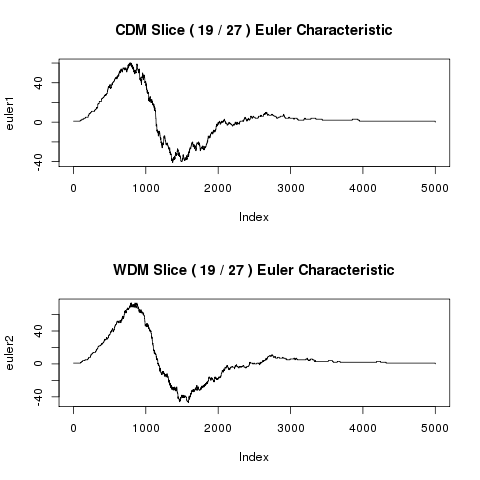 CDM Slice ( 19 / 27 ) Euler Characteristic
euler1
40
0
-40
0 1000 2000 3000 4000 5000
Index
WDM Slice ( 19 / 27 ) Euler Characteristic
euler2
40
0
-40
0 1000 2000 3000 4000 5000
Index